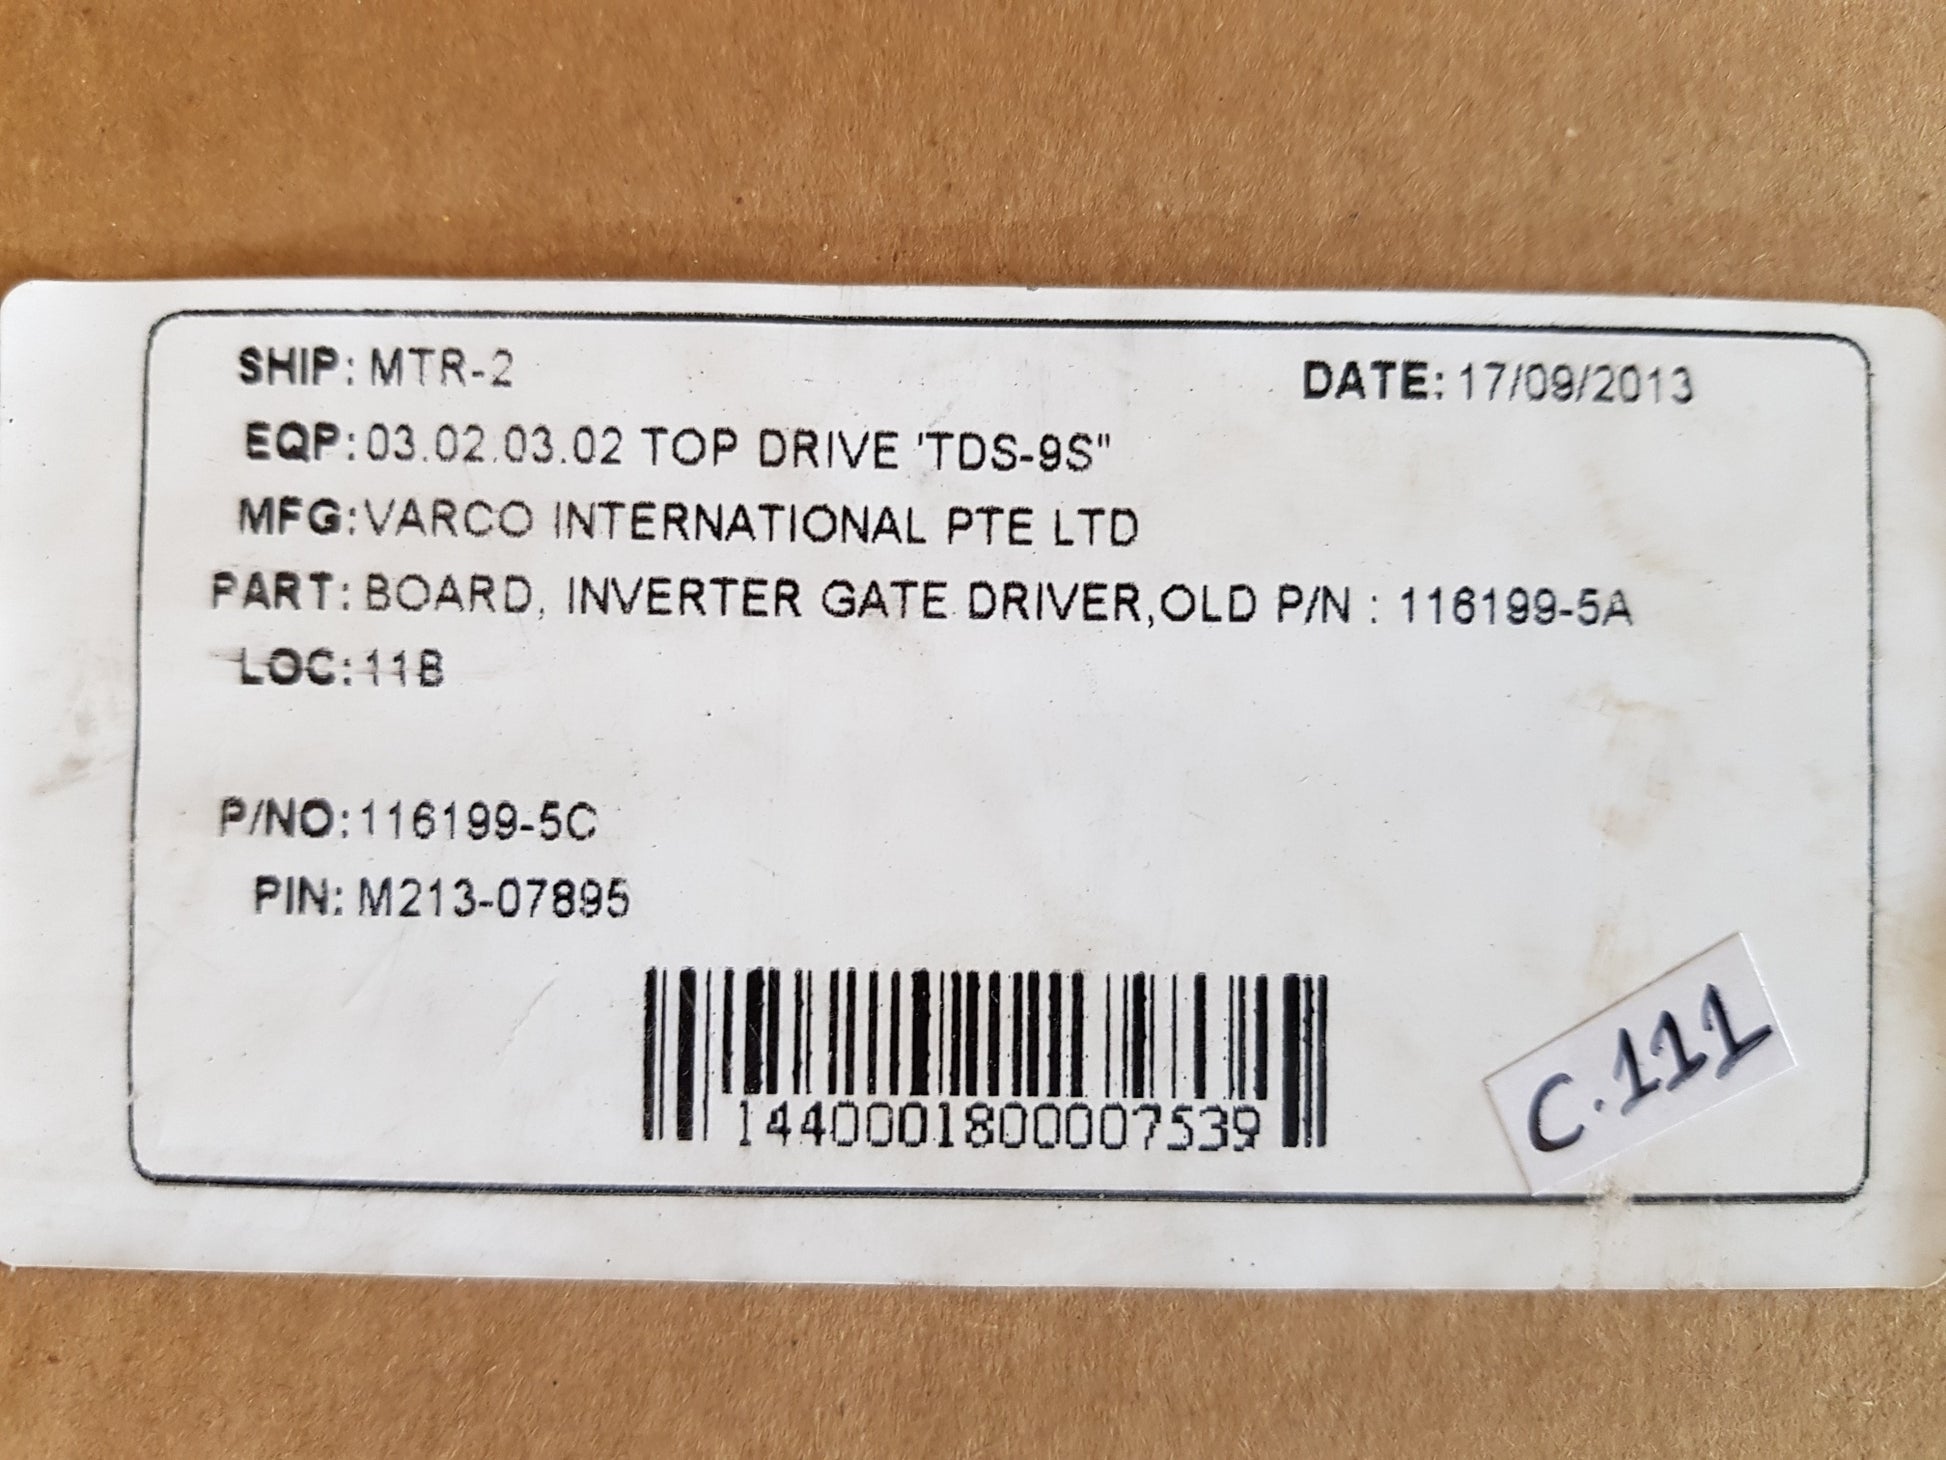 SHIP: MTR-2 DATE: 17/09/2013
EQP: 03.02.03.02 TOP DRIVE 'TDS-9S"
MFG: VARCO INTERNATIONAL PTE LTD
PART: BOARD, INVERTER GATE DRIVER,OLD P/N : 116199-5A
LOC: 11B
P/NO: 116199-5C
PIN: M213-07895
1440001800007539
C.111